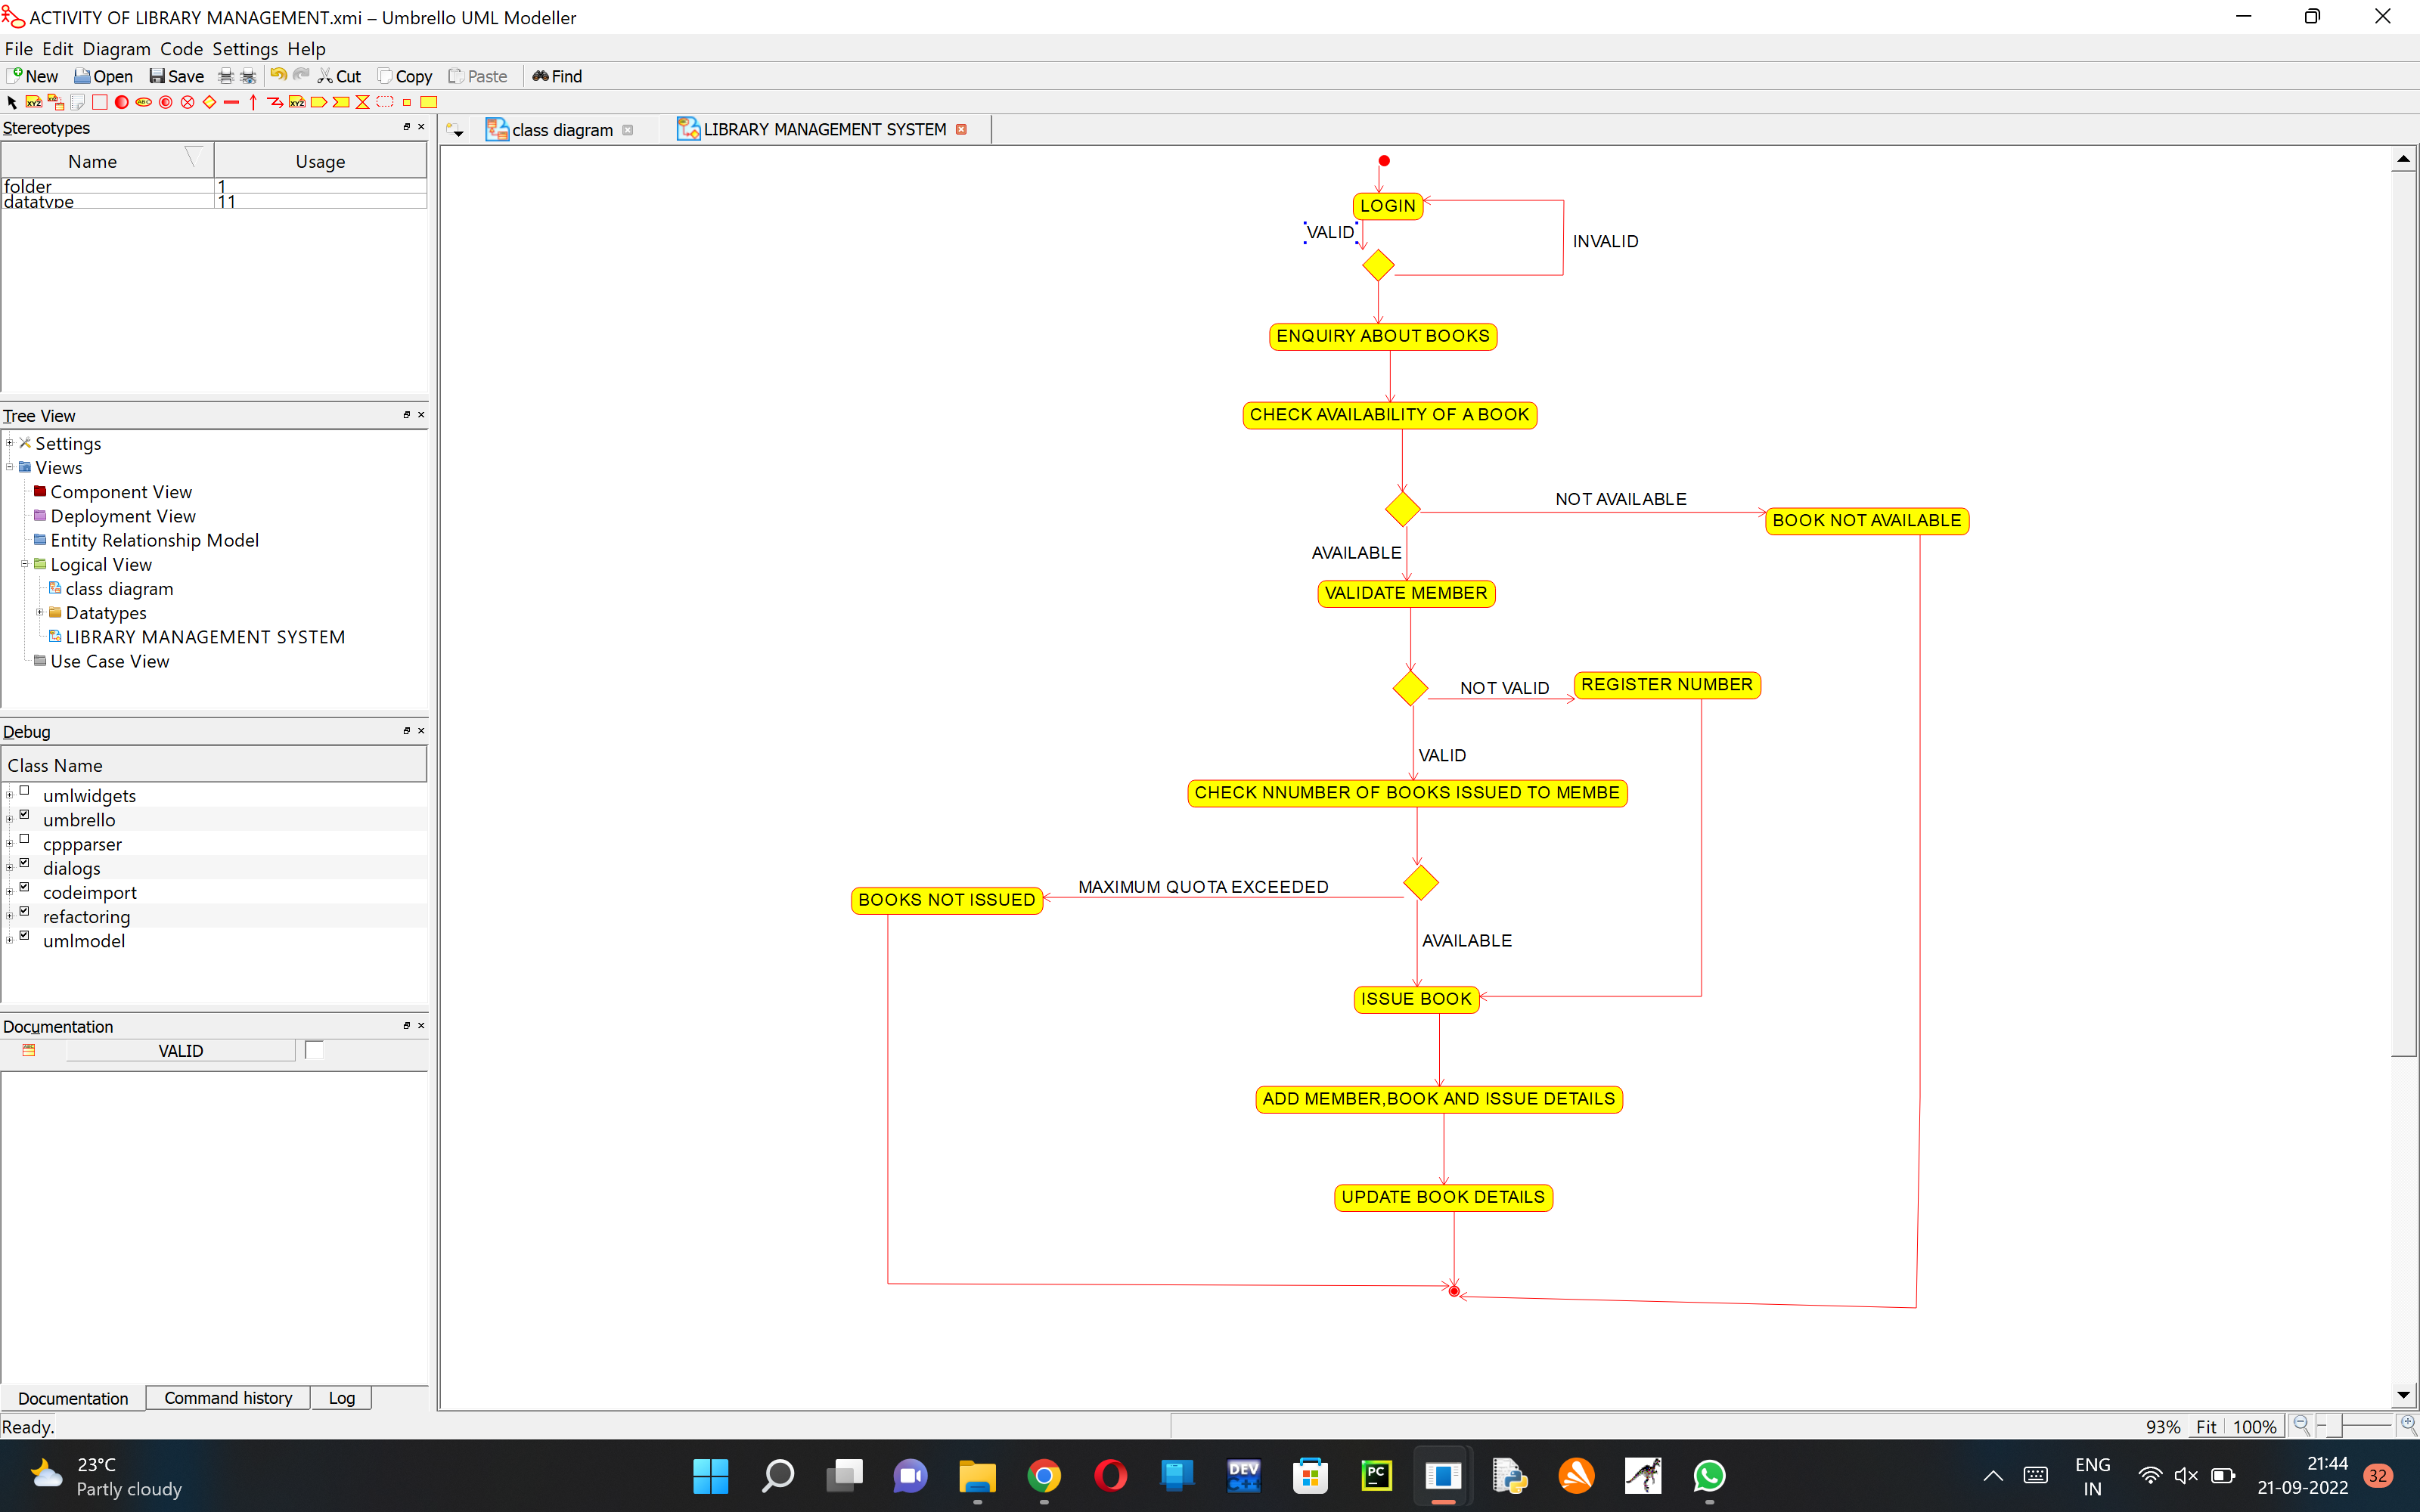 ACTIVITY OF LIBRARY MANAGEMENT.xmi – Umbrello UML Modeller
File Edit Diagram Code Settings Help
New Open Save Cut Copy Paste Find
Stereotypes
class diagram LIBRARY MANAGEMENT SYSTEM
Name Usage
folder 1
datatype 11
Tree View
Settings
Views
Component View
Deployment View
Entity Relationship Model
Logical View
class diagram
Datatypes
LIBRARY MANAGEMENT SYSTEM
Use Case View
Debug
Class Name
umlwidgets
umbrello
cppparser
dialogs
codeimport
refactoring
umlmodel
Documentation
VALID
Documentation Command history Log
Ready.
LOGIN
VALID
INVALID
ENQUIRY ABOUT BOOKS
CHECK AVAILABILITY OF A BOOK
NOT AVAILABLE
BOOK NOT AVAILABLE
AVAILABLE
VALIDATE MEMBER
NOT VALID
REGISTER NUMBER
VALID
CHECK NNUMBER OF BOOKS ISSUED TO MEMBE
MAXIMUM QUOTA EXCEEDED
BOOKS NOT ISSUED
AVAILABLE
ISSUE BOOK
ADD MEMBER,BOOK AND ISSUE DETAILS
UPDATE BOOK DETAILS
93% Fit 100%
23°C
Partly cloudy
DEV
C++
PC
ENG
IN
21:44
21-09-2022
32